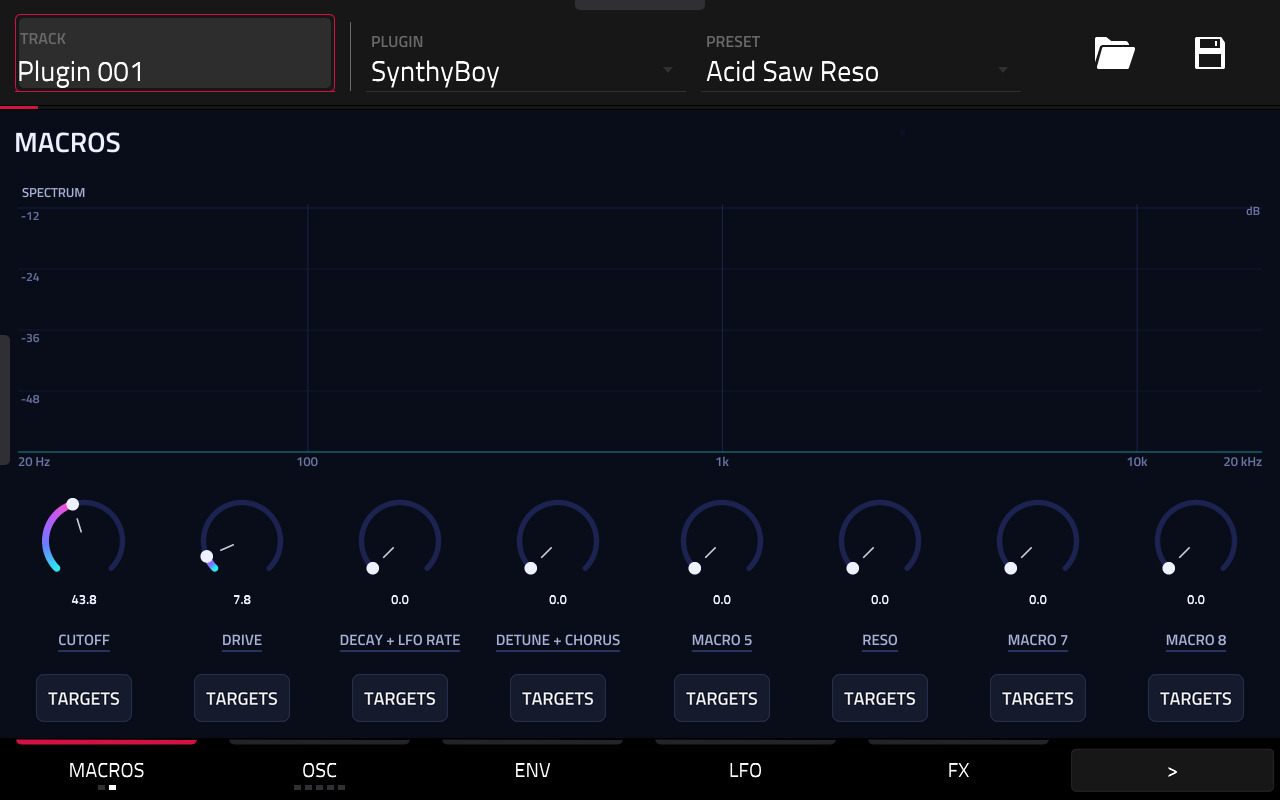 TRACK
Plugin 001
PLUGIN
SynthyBoy
PRESET
Acid Saw Reso
MACROS
SPECTRUM
-12
dB
-24
-36
-48
20 Hz 100 1k 10k 20 kHz
43.8 7.8 0.0 0.0 0.0 0.0 0.0 0.0
CUTOFF DRIVE DECAY + LFO RATE DETUNE + CHORUS MACRO 5 RESO MACRO 7 MACRO 8
TARGETS TARGETS TARGETS TARGETS TARGETS TARGETS TARGETS TARGETS
MACROS OSC ENV LFO FX >